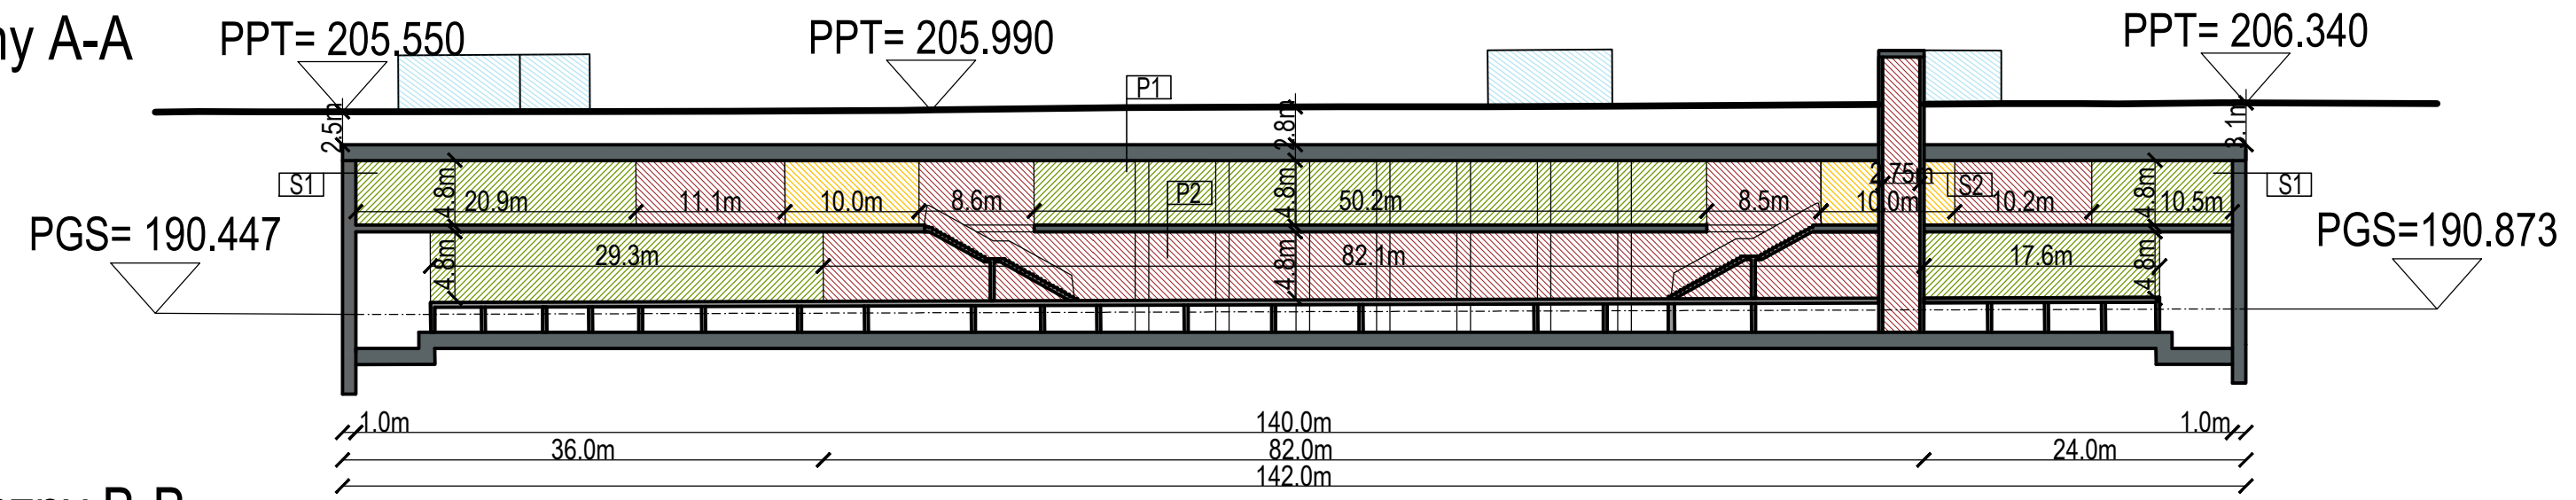 ny A-A
PPT= 205.550
PPT= 205.990
PPT= 206.340
P1
2.5m
2.8m
3.1m
S1
4.8m
20.9m
11.1m
10.0m
8.6m
P2
4.8m
50.2m
8.5m
2.75m
10.0m
S2
10.2m
4.8m
10.5m
S1
PGS= 190.447
PGS=190.873
4.8m
29.3m
4.8m
82.1m
17.6m
4.8m
1.0m
140.0m
1.0m
36.0m
82.0m
24.0m
142.0m